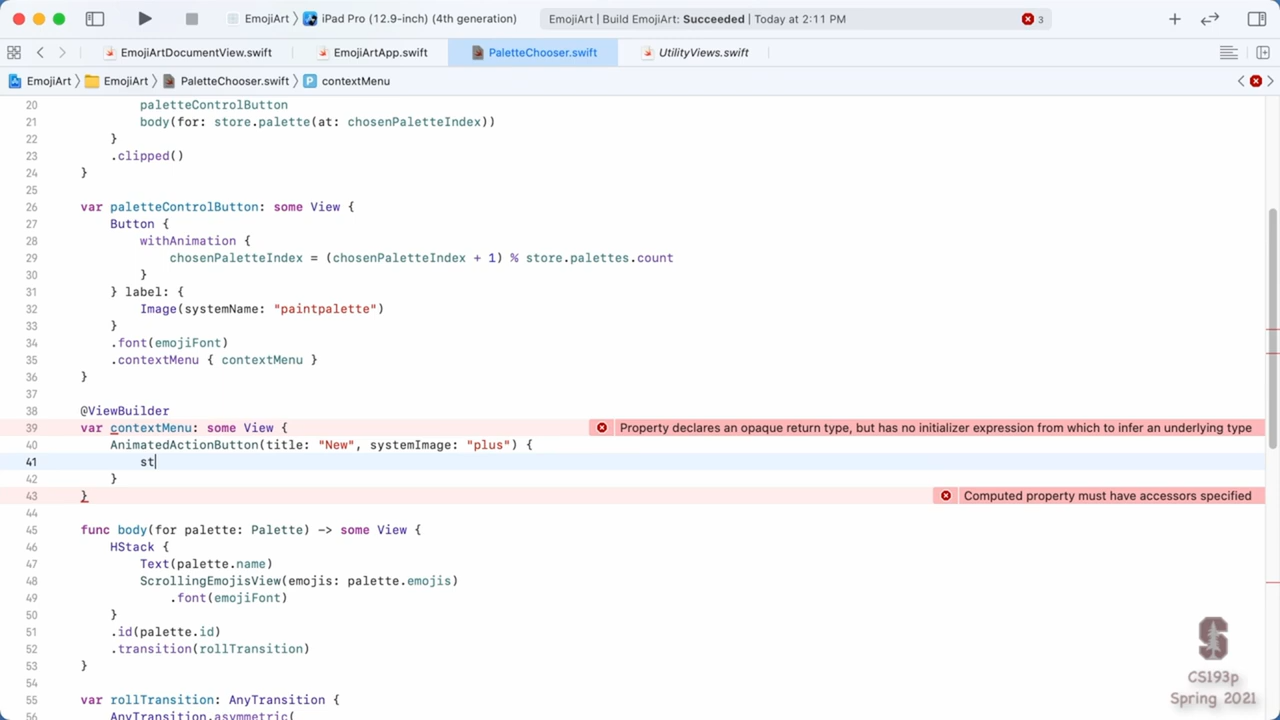 EmojiArt 〉 iPad Pro (12.9-inch) (4th generation)
EmojiArt | Build EmojiArt: Succeeded | Today at 2:11 PM
3
EmojiArtDocumentView.swift
EmojiArtApp.swift
PaletteChooser.swift
UtilityViews.swift
EmojiArt 〉 EmojiArt 〉 PaletteChooser.swift 〉 P contextMenu
20 paletteControlButton
21 body(for: store.palette(at: chosenPaletteIndex))
22 }
23 .clipped()
24 }
25
26 var paletteControlButton: some View {
27 Button {
28 withAnimation {
29 chosenPaletteIndex = (chosenPaletteIndex + 1) % store.palettes.count
30 }
31 } label: {
32 Image(systemName: "paintpalette")
33 }
34 .font(emojiFont)
35 .contextMenu { contextMenu }
36 }
37
38 @ViewBuilder
39 var contextMenu: some View { Property declares an opaque return type, but has no initializer expression from which to infer an underlying type
40 AnimatedActionButton(title: "New", systemImage: "plus") {
41 st
42 }
43 } Computed property must have accessors specified
44
45 func body(for palette: Palette) -> some View {
46 HStack {
47 Text(palette.name)
48 ScrollingEmojisView(emojis: palette.emojis)
49 .font(emojiFont)
50 }
51 .id(palette.id)
52 .transition(rollTransition)
53 }
54
55 var rollTransition: AnyTransition {
56 AnyTransition.asymmetric(
S
CS193p
Spring 2021